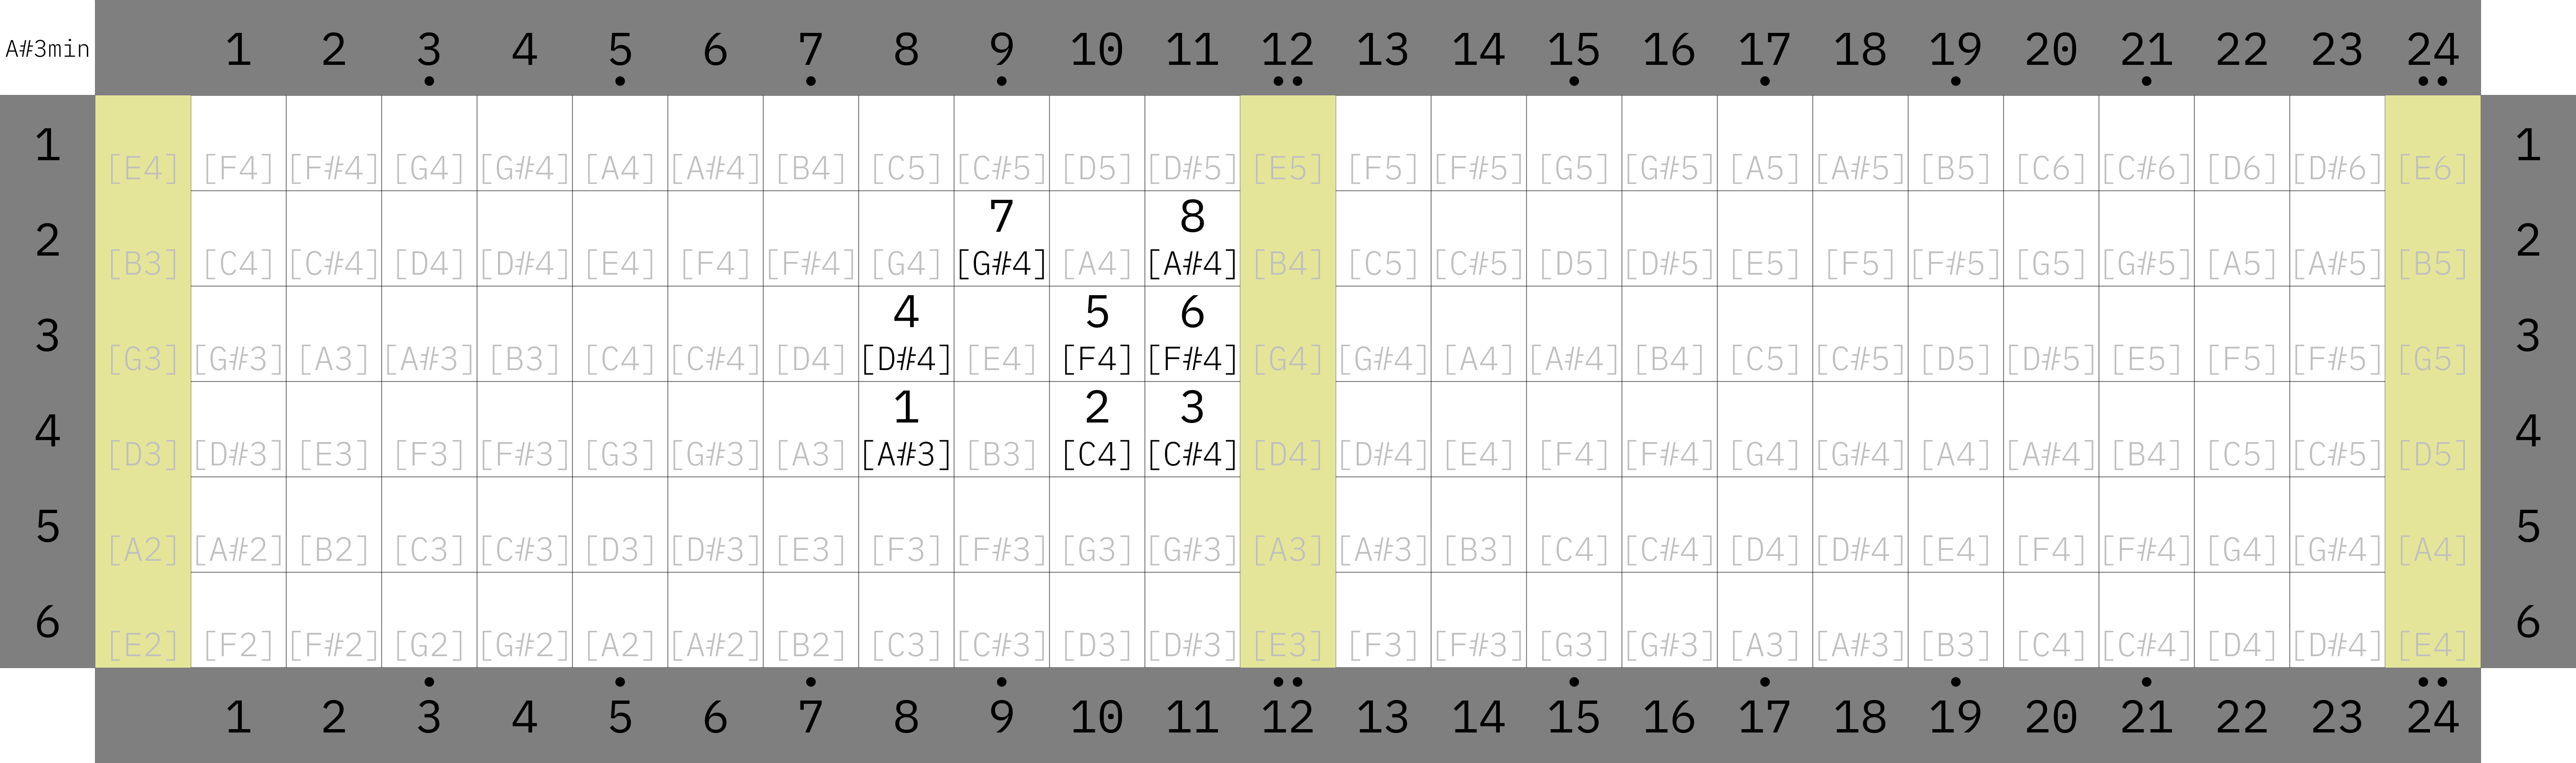 A#3min 1 2 3 4 5 6 7 8 9 10 11 12 13 14 15 16 17 18 19 20 21 22 23 24
1 [E4] [F4] [F#4] [G4] [G#4] [A4] [A#4] [B4] [C5] [C#5] [D5] [D#5] [E5] [F5] [F#5] [G5] [G#5] [A5] [A#5] [B5] [C6] [C#6] [D6] [D#6] [E6] 1
7 8
2 [B3] [C4] [C#4] [D4] [D#4] [E4] [F4] [F#4] [G4] [G#4] [A4] [A#4] [B4] [C5] [C#5] [D5] [D#5] [E5] [F5] [F#5] [G5] [G#5] [A5] [A#5] [B5] 2
4 5 6
3 [G3] [G#3] [A3] [A#3] [B3] [C4] [C#4] [D4] [D#4] [E4] [F4] [F#4] [G4] [G#4] [A4] [A#4] [B4] [C5] [C#5] [D5] [D#5] [E5] [F5] [F#5] [G5] 3
1 2 3
4 [D3] [D#3] [E3] [F3] [F#3] [G3] [G#3] [A3] [A#3] [B3] [C4] [C#4] [D4] [D#4] [E4] [F4] [F#4] [G4] [G#4] [A4] [A#4] [B4] [C5] [C#5] [D5] 4
5 [A2] [A#2] [B2] [C3] [C#3] [D3] [D#3] [E3] [F3] [F#3] [G3] [G#3] [A3] [A#3] [B3] [C4] [C#4] [D4] [D#4] [E4] [F4] [F#4] [G4] [G#4] [A4] 5
6 [E2] [F2] [F#2] [G2] [G#2] [A2] [A#2] [B2] [C3] [C#3] [D3] [D#3] [E3] [F3] [F#3] [G3] [G#3] [A3] [A#3] [B3] [C4] [C#4] [D4] [D#4] [E4] 6
1 2 3 4 5 6 7 8 9 10 11 12 13 14 15 16 17 18 19 20 21 22 23 24